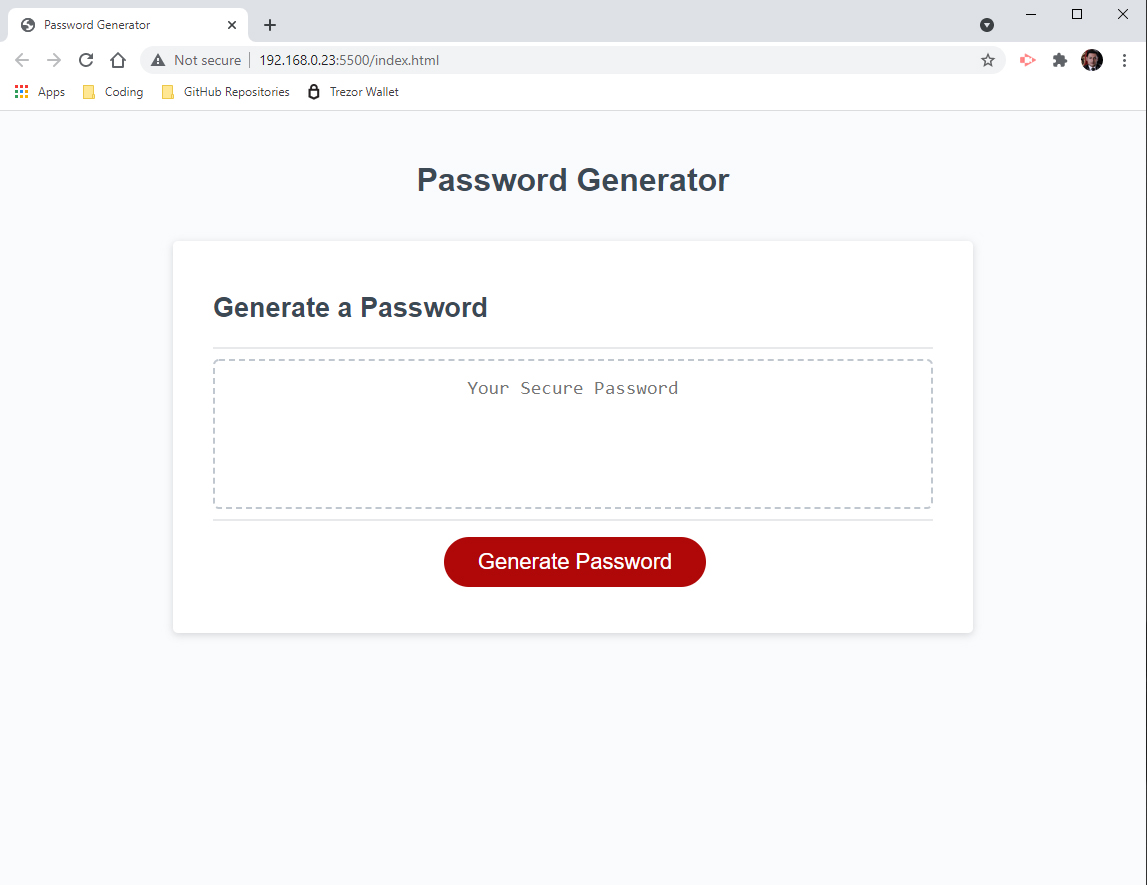 Password Generator
Not secure 192.168.0.23:5500/index.html
Apps Coding GitHub Repositories Trezor Wallet
Password Generator
Generate a Password
Your Secure Password
Generate Password